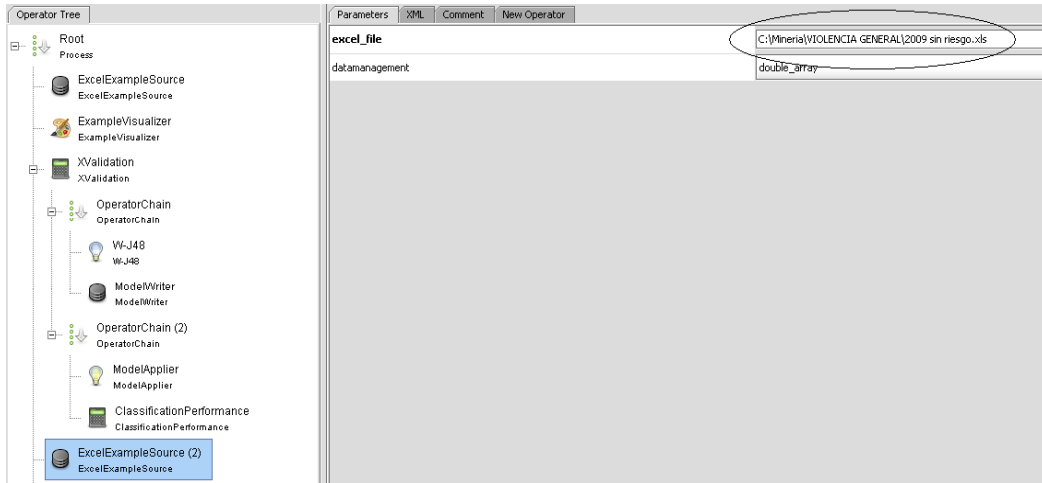 Operator Tree
Root
Process
ExcelExampleSource
ExcelExampleSource
ExampleVisualizer
ExampleVisualizer
XValidation
XValidation
OperatorChain
OperatorChain
W-J48
W-J48
ModelWriter
ModelWriter
OperatorChain (2)
OperatorChain
ModelApplier
ModelApplier
ClassificationPerformance
ClassificationPerformance
ExcelExampleSource (2)
ExcelExampleSource
Parameters XML Comment New Operator
excel_file C:\Mineria\VIOLENCIA GENERAL\2009 sin riesgo.xls
datamanagement double_array